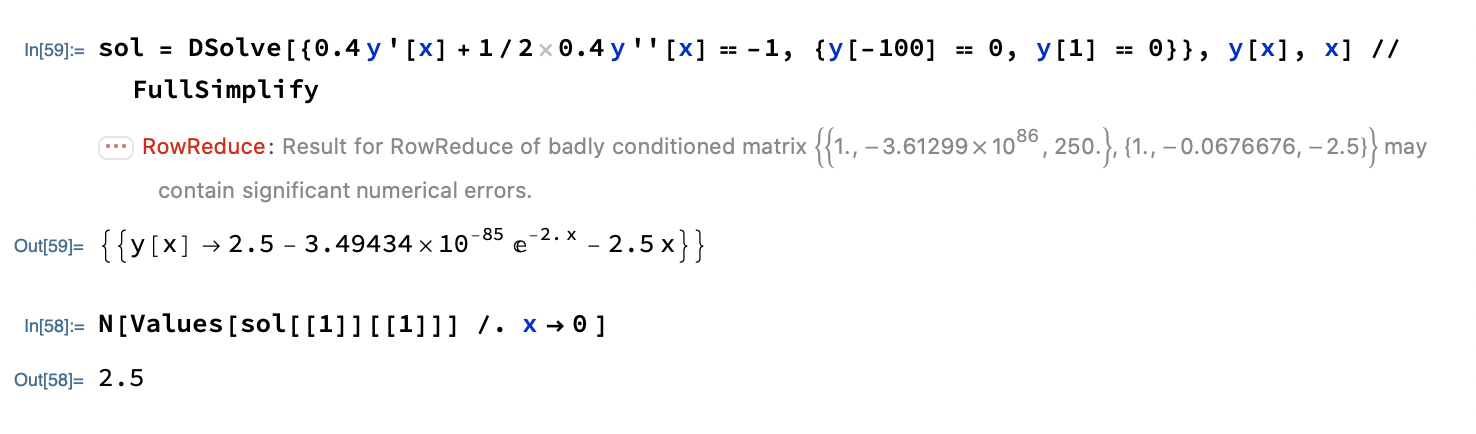 In[59]:= sol = DSolve[{0.4 y'[x] + 1/2 × 0.4 y''[x] == -1, {y[-100] == 0, y[1] == 0}}, y[x], x] //
FullSimplify
··· RowReduce: Result for RowReduce of badly conditioned matrix {{1., −3.61299×10^86, 250.}, {1., −0.0676676, −2.5}} may
contain significant numerical errors.
Out[59]= {{y[x] → 2.5 - 3.49434 × 10^-85 e^-2. x - 2.5 x}}
In[58]:= N[Values[sol[[1]][[1]]] /. x → 0 ]
Out[58]= 2.5